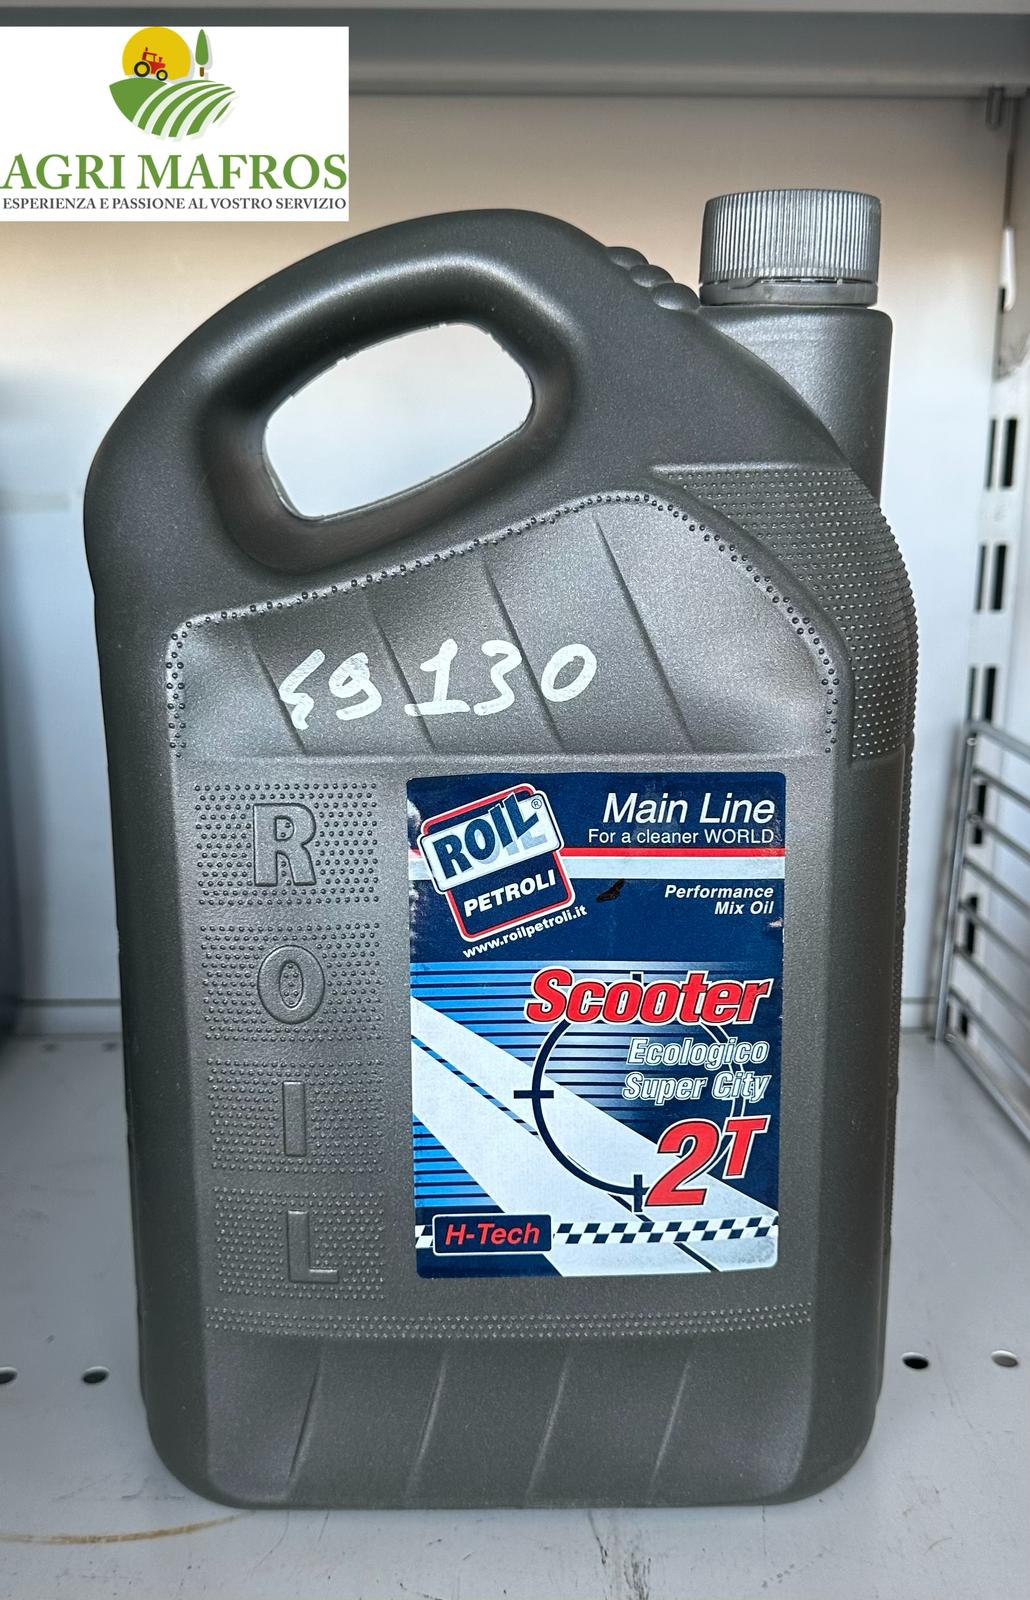 AGRI MAFROS
ESPERIENZA E PASSIONE AL VOSTRO SERVIZIO
49130
R
O
I
L
ROIL®
PETROLI
www.roilpetroli.it
Main Line
For a cleaner WORLD
Performance
Mix Oil
Scooter
Ecologico
Super City
2T
H-Tech